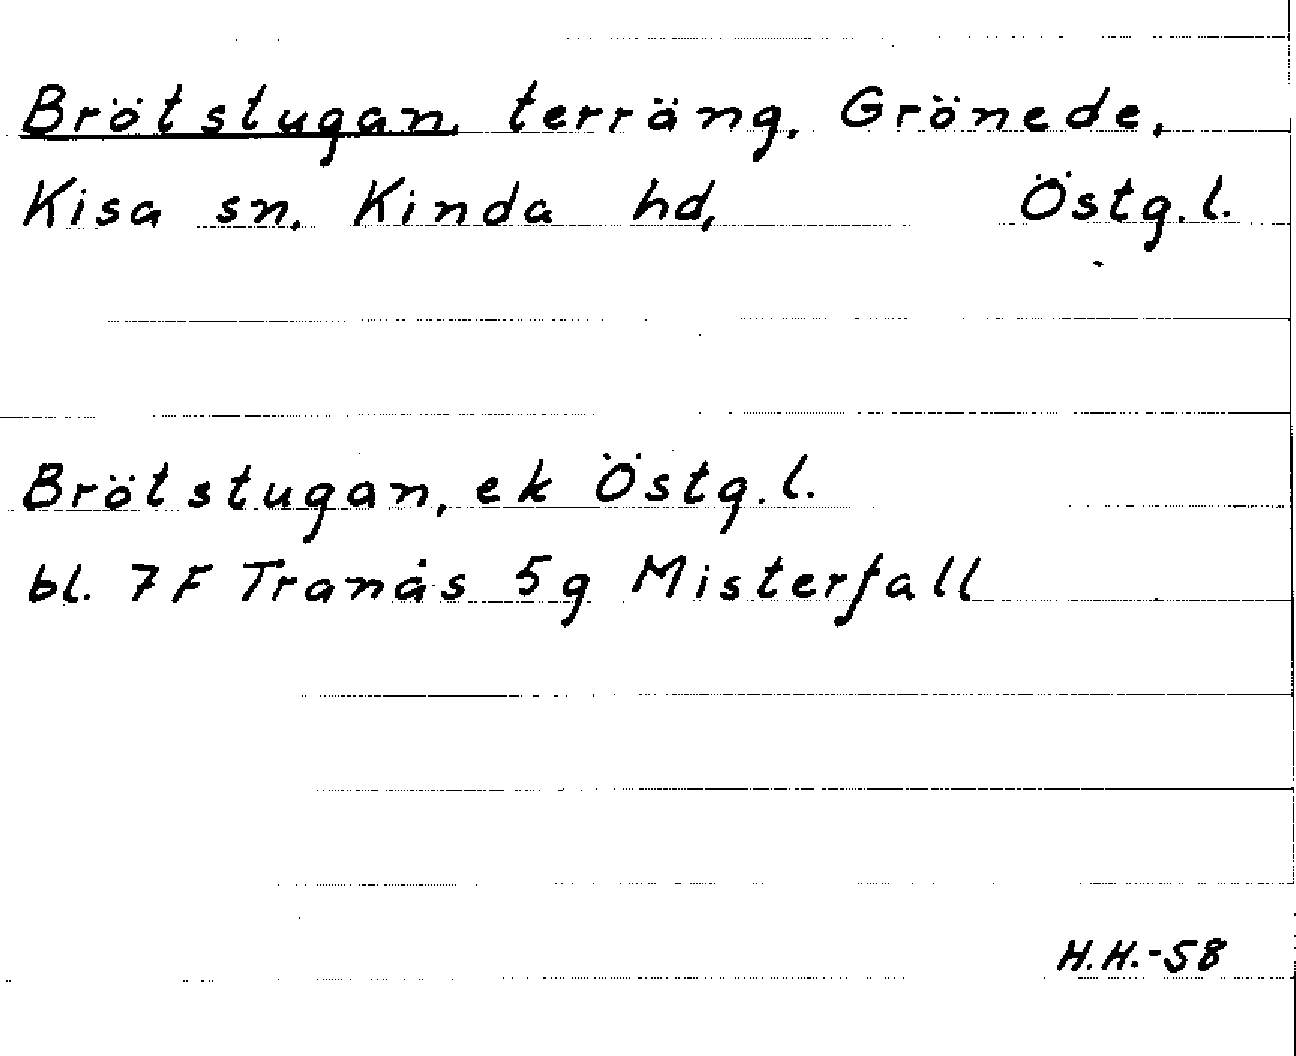 Brötstugan, terräng, Grönede,
Kisa sn, Kinda hd, Östg.l.
Brötstugan, ek Östg.l.
bl. 7F Tranås 5g Misterfall
H.H.-58